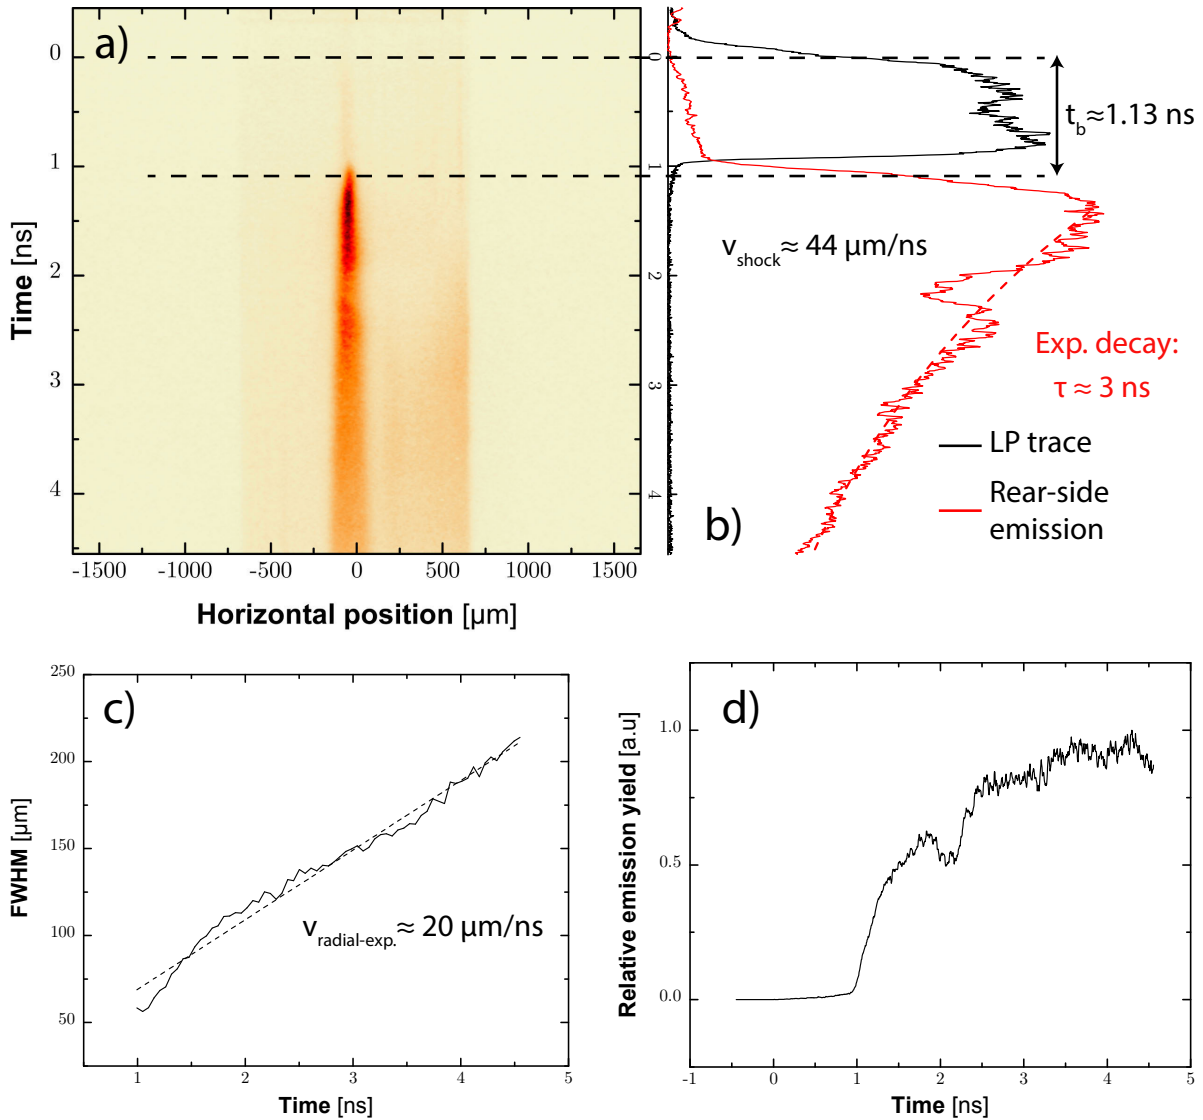 a)
0
1
2
3
4
Time [ns]
-1500
-1000
-500
0
500
1000
1500
Horizontal position [µm]
0
1
2
3
4
t_b≈1.13 ns
v_shock≈ 44 µm/ns
Exp. decay:
τ ≈ 3 ns
LP trace
Rear-side
emission
b)
c)
250
200
150
100
50
FWHM [µm]
v_radial-exp.≈ 20 µm/ns
1
2
3
4
5
Time [ns]
d)
1.0
0.5
0.0
Relative emission yield [a.u]
-1
0
1
2
3
4
5
Time [ns]